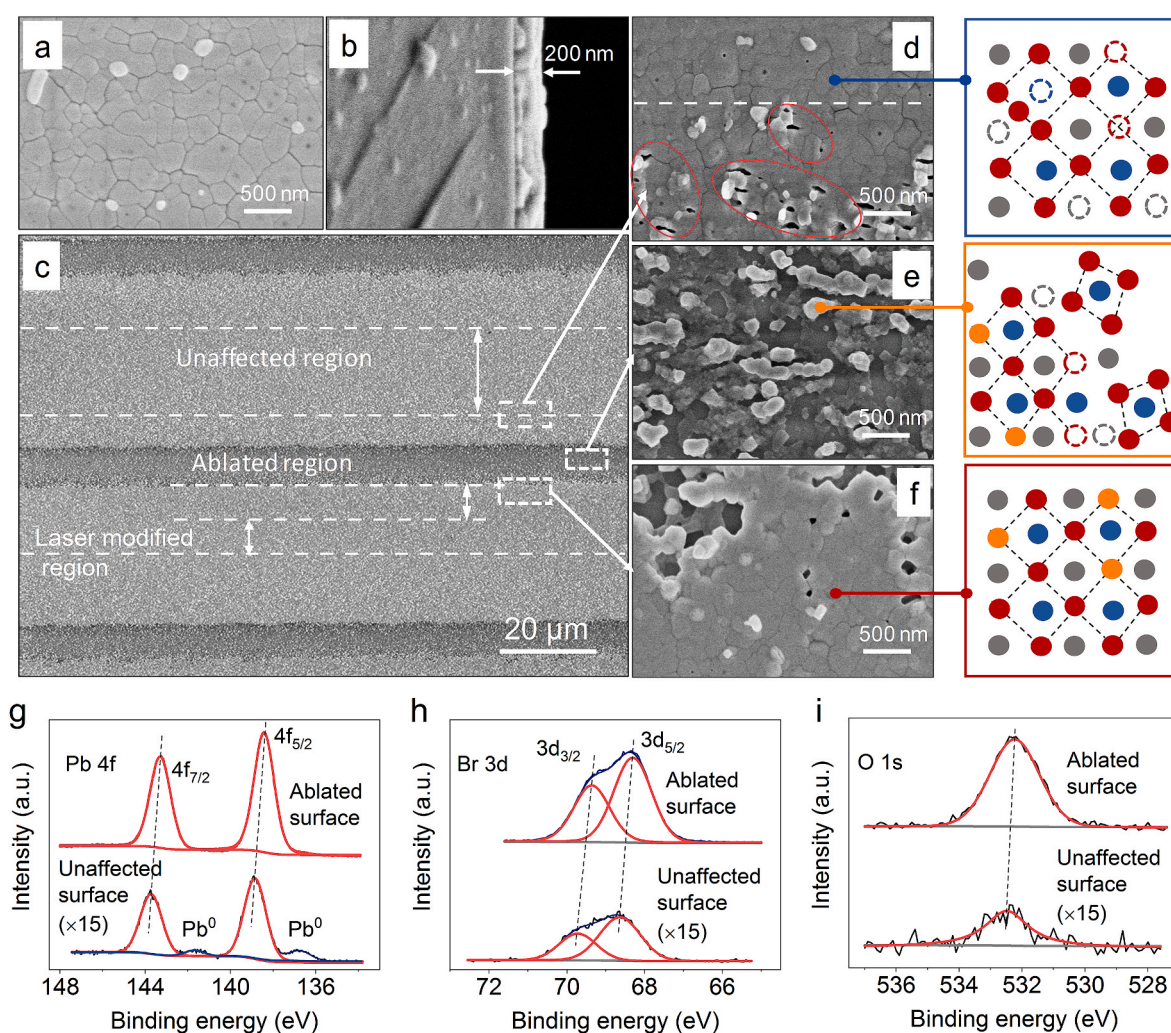 a
500 nm
b
200 nm
c
Unaffected region
Ablated region
Laser modified
region
20 µm
d
500 nm
e
500 nm
f
500 nm
g
Pb 4f
4f7/2
4f5/2
Ablated
surface
Unaffected
surface
(×15)
Pb⁰
Pb⁰
Intensity (a.u.)
148 144 140 136
Binding energy (eV)
h
Br 3d
3d3/2
3d5/2
Ablated
surface
Unaffected
surface
(×15)
Intensity (a.u.)
72 70 68 66
Binding energy (eV)
i
O 1s
Ablated
surface
Unaffected
surface
(×15)
Intensity (a.u.)
536 534 532 530 528
Binding energy (eV)